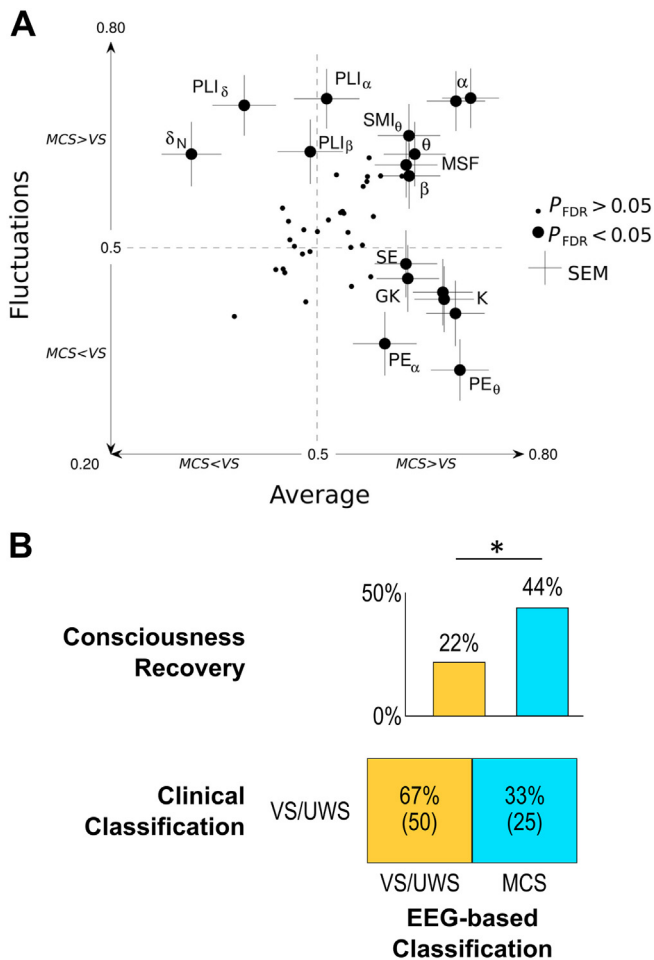 A
0.80
PLIδ
PLIα
α
MCS>VS
SMIθ
δN
PLIβ
θ
MSF
β
Fluctuations
0.5
PFDR > 0.05
PFDR < 0.05
SEM
SE
GK
K
MCS<VS
PEα
PEθ
0.20
MCS<VS
0.5
MCS>VS
0.80
Average
B
*
50%
44%
22%
Consciousness
Recovery
0%
Clinical
Classification
VS/UWS
67%
(50)
33%
(25)
VS/UWS
MCS
EEG-based
Classification